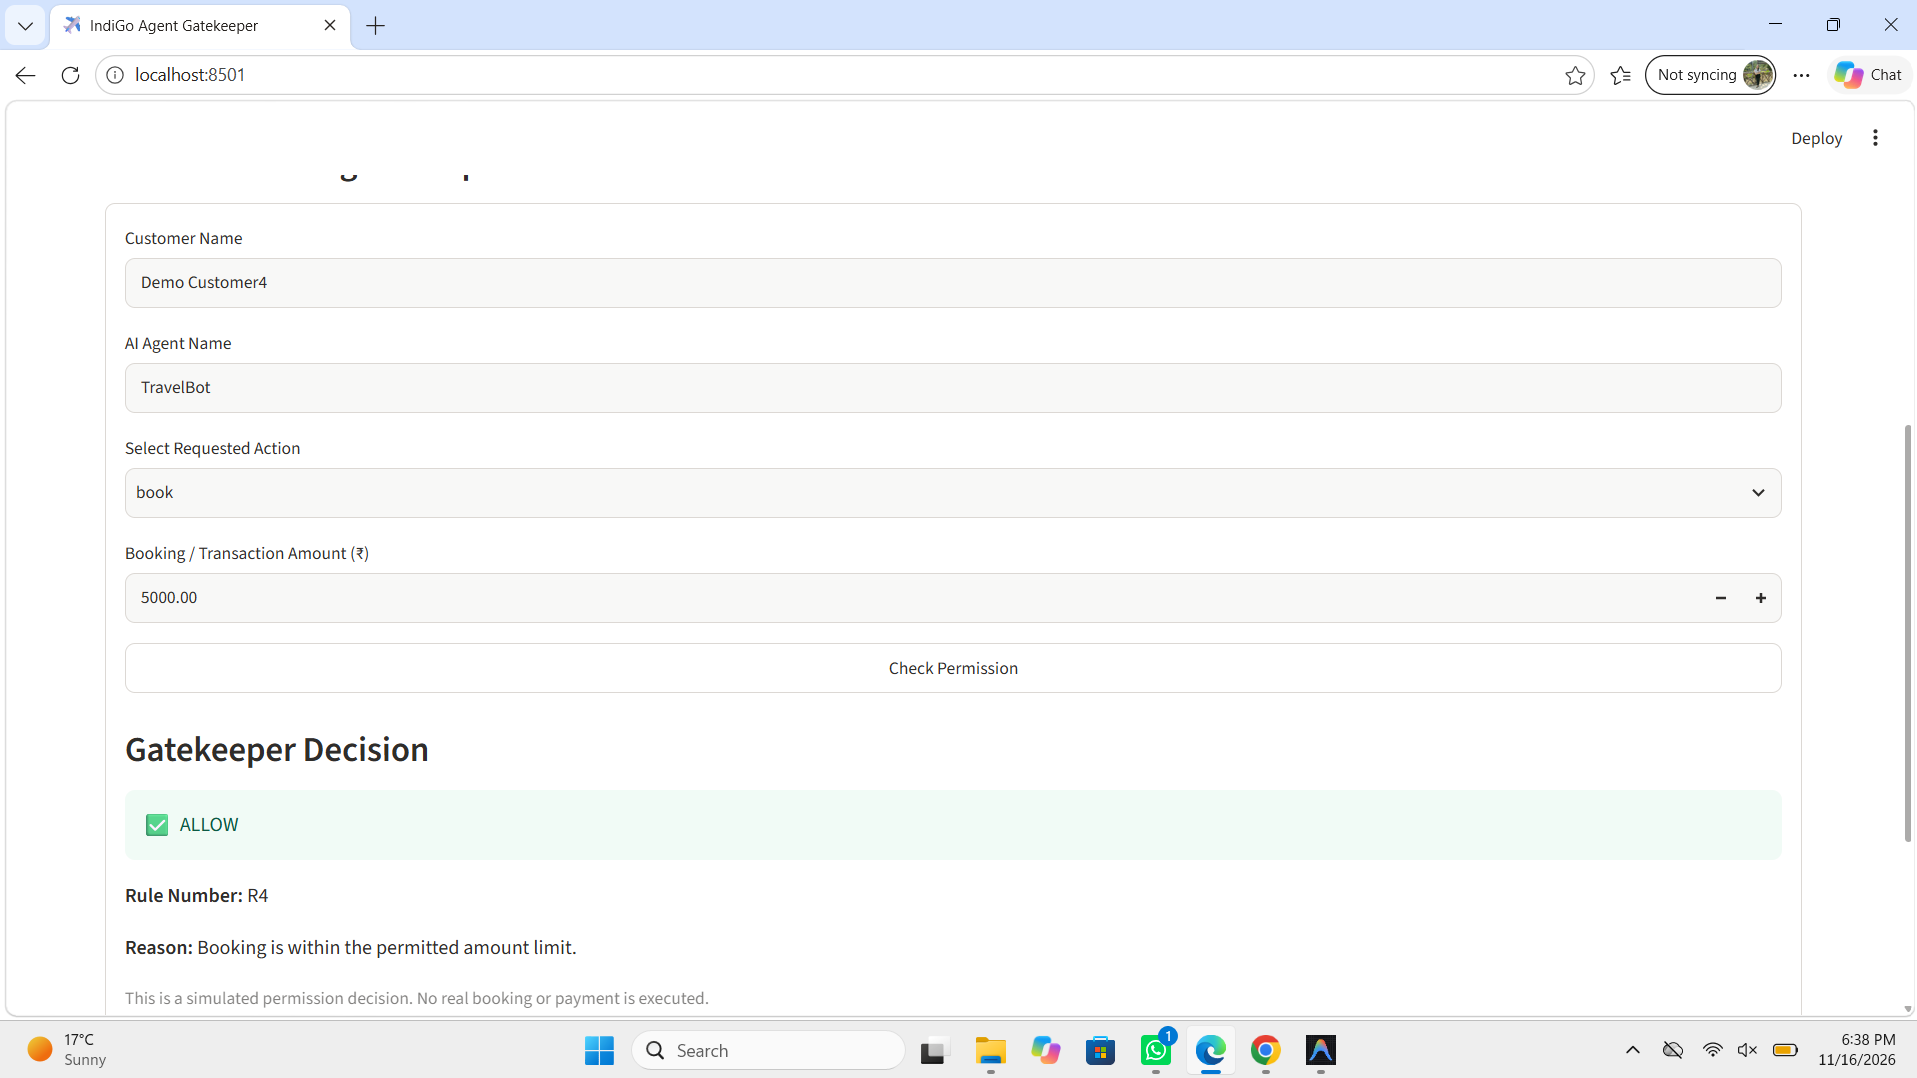 IndiGo Agent Gatekeeper
localhost:8501
Not syncing
Chat
Deploy
Customer Name
Demo Customer4
AI Agent Name
TravelBot
Select Requested Action
book
Booking / Transaction Amount (₹)
5000.00
Check Permission
Gatekeeper Decision
ALLOW
Rule Number: R4
Reason: Booking is within the permitted amount limit.
This is a simulated permission decision. No real booking or payment is executed.
17°C
Sunny
Search
1
6:38 PM
11/16/2026